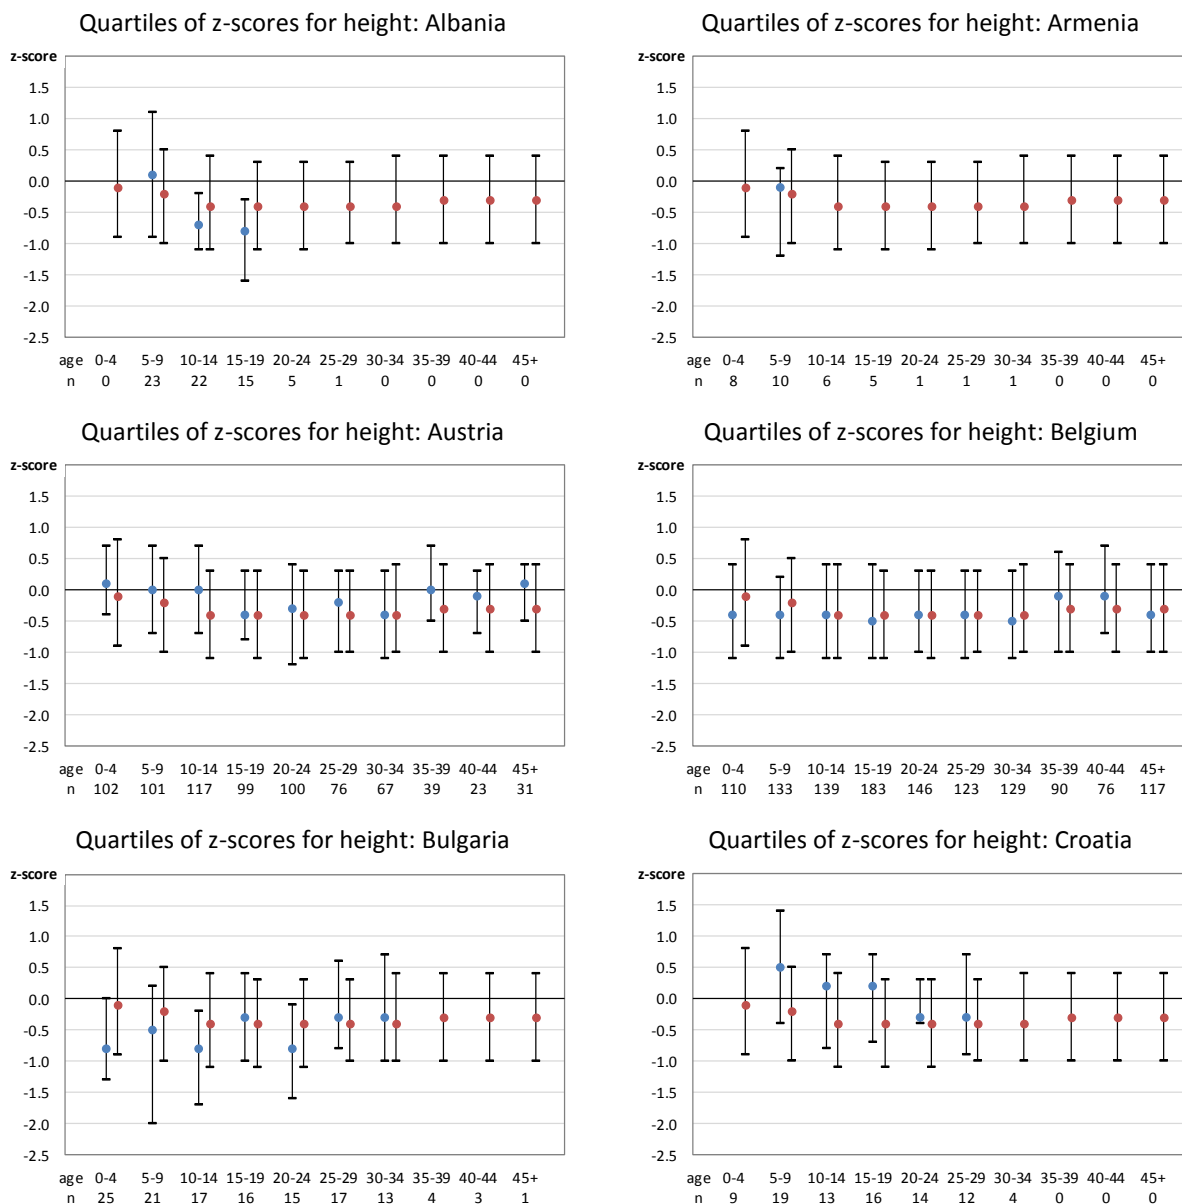 Quartiles of z-scores for height: Albania
z-score
1.5
1.0
0.5
0.0
-0.5
-1.0
-1.5
-2.0
-2.5
age 0-4 5-9 10-14 15-19 20-24 25-29 30-34 35-39 40-44 45+
n 0 23 22 15 5 1 0 0 0 0
Quartiles of z-scores for height: Armenia
z-score
1.5
1.0
0.5
0.0
-0.5
-1.0
-1.5
-2.0
-2.5
age 0-4 5-9 10-14 15-19 20-24 25-29 30-34 35-39 40-44 45+
n 8 10 6 5 1 1 1 0 0 0
Quartiles of z-scores for height: Austria
z-score
1.5
1.0
0.5
0.0
-0.5
-1.0
-1.5
-2.0
-2.5
age 0-4 5-9 10-14 15-19 20-24 25-29 30-34 35-39 40-44 45+
n 102 101 117 99 100 76 67 39 23 31
Quartiles of z-scores for height: Belgium
z-score
1.5
1.0
0.5
0.0
-0.5
-1.0
-1.5
-2.0
-2.5
age 0-4 5-9 10-14 15-19 20-24 25-29 30-34 35-39 40-44 45+
n 110 133 139 183 146 123 129 90 76 117
Quartiles of z-scores for height: Bulgaria
z-score
1.5
1.0
0.5
0.0
-0.5
-1.0
-1.5
-2.0
-2.5
age 0-4 5-9 10-14 15-19 20-24 25-29 30-34 35-39 40-44 45+
n 25 21 17 16 15 17 13 4 3 1
Quartiles of z-scores for height: Croatia
z-score
1.5
1.0
0.5
0.0
-0.5
-1.0
-1.5
-2.0
-2.5
age 0-4 5-9 10-14 15-19 20-24 25-29 30-34 35-39 40-44 45+
n 9 19 13 16 14 12 4 0 0 0